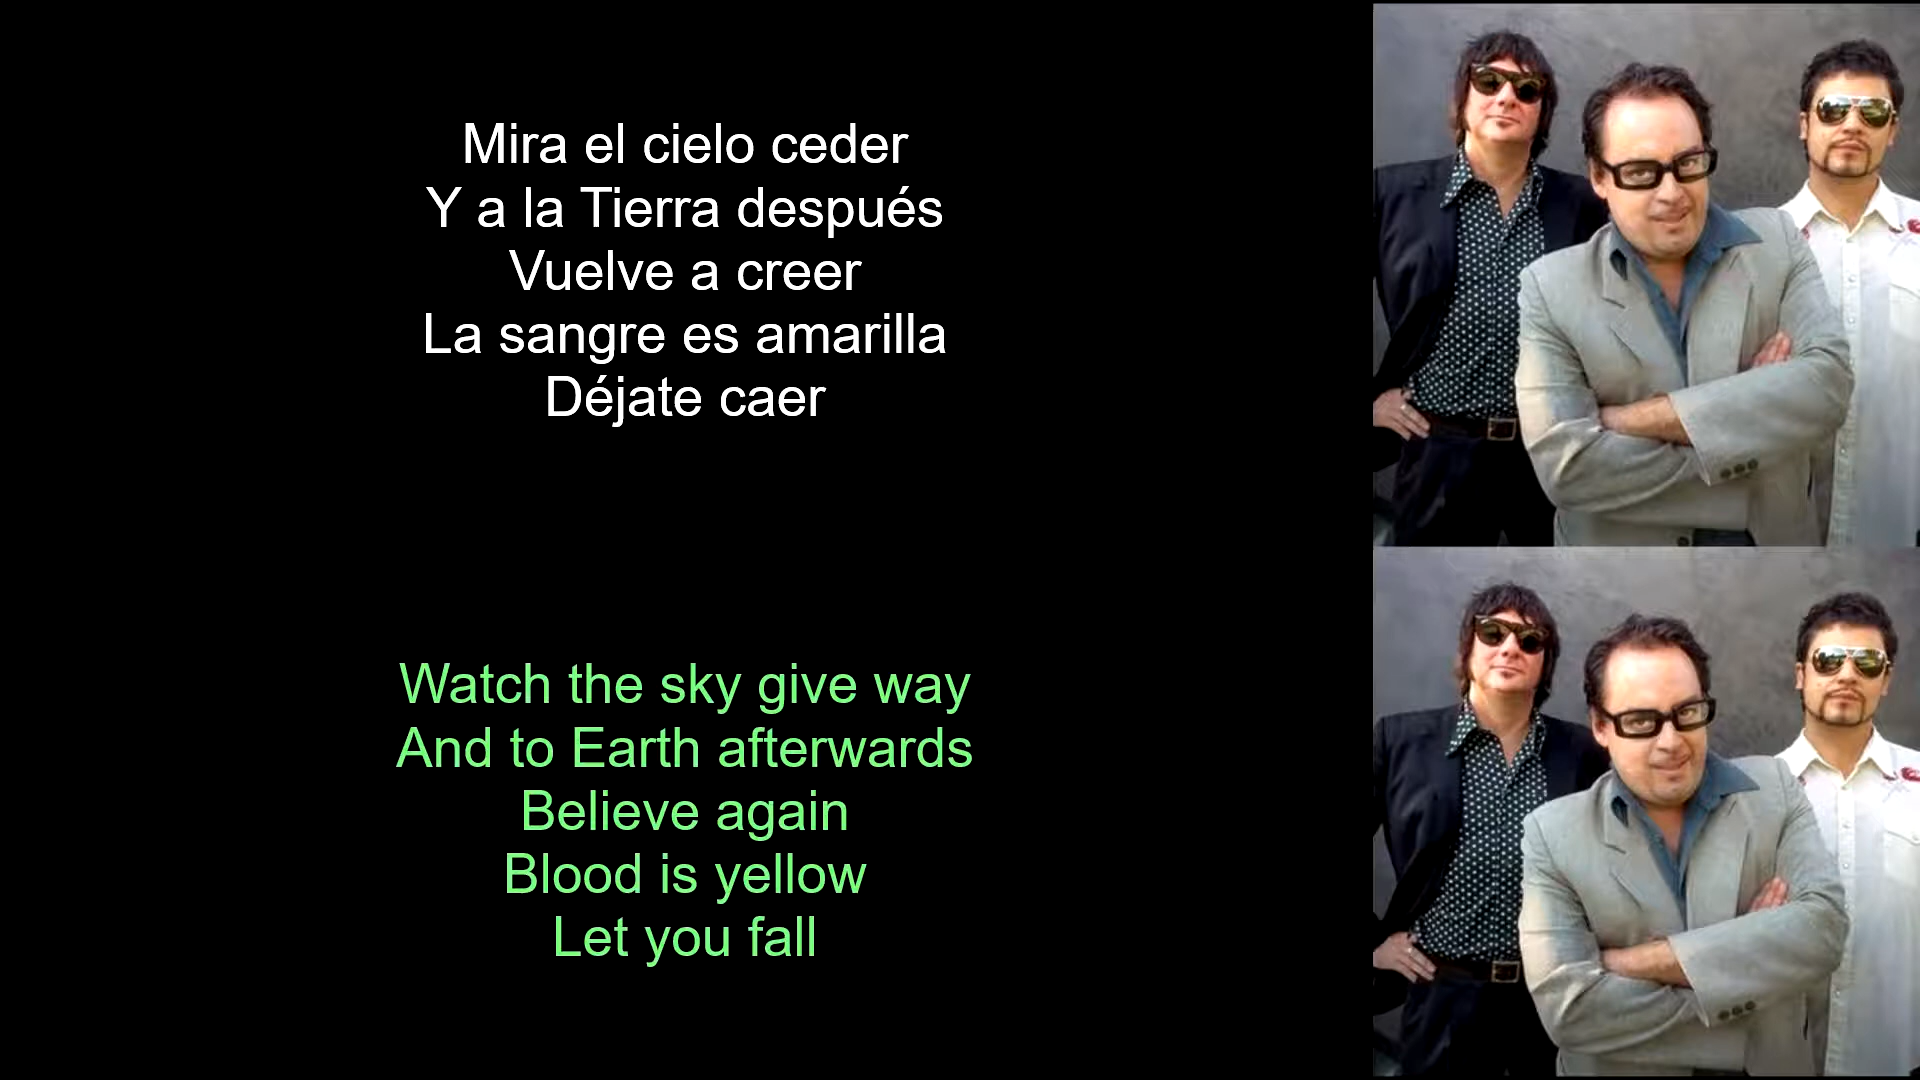 Mira el cielo ceder
Y a la Tierra después
Vuelve a creer
La sangre es amarilla
Déjate caer
Watch the sky give way
And to Earth afterwards
Believe again
Blood is yellow
Let you fall